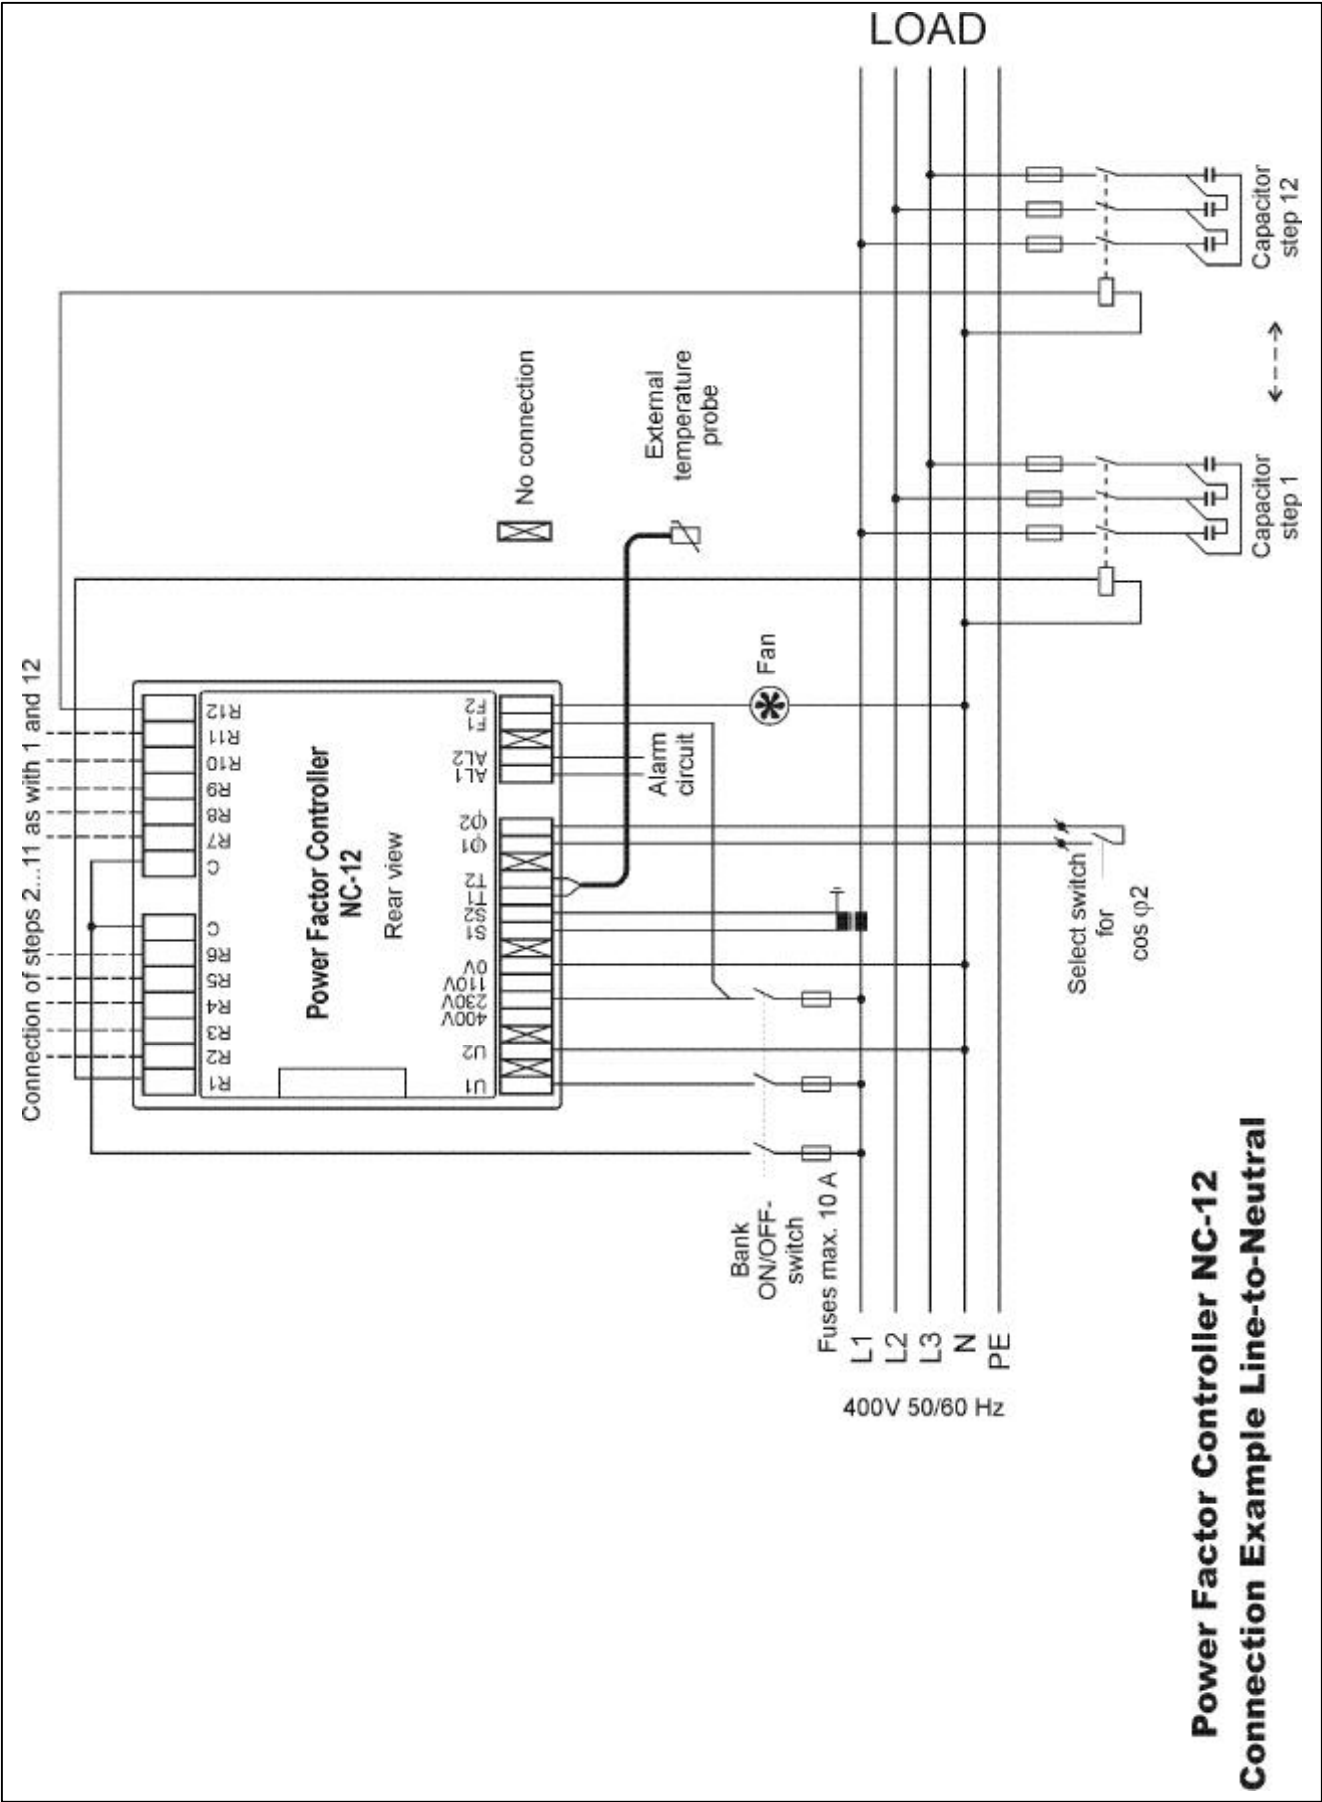 LOAD
Connection of steps 2...11 as with 1 and 12
R1
R2
R3
R4
R5
R6
C
C
R7
R8
R9
R10
R11
R12
Power Factor Controller
NC-12
Rear view
U1
U2
400V
230V
110V
0V
S1
S2
T1
T2
φ1
φ2
AL1
AL2
F1
F2
No connection
External
temperature
probe
Alarm
circuit
Fan
Bank
ON/OFF-
switch
Fuses max. 10 A
L1
L2
L3
N
PE
400V 50/60 Hz
Select switch
for
cos φ2
Capacitor
step 1
Capacitor
step 12
Power Factor Controller NC-12
Connection Example Line-to-Neutral